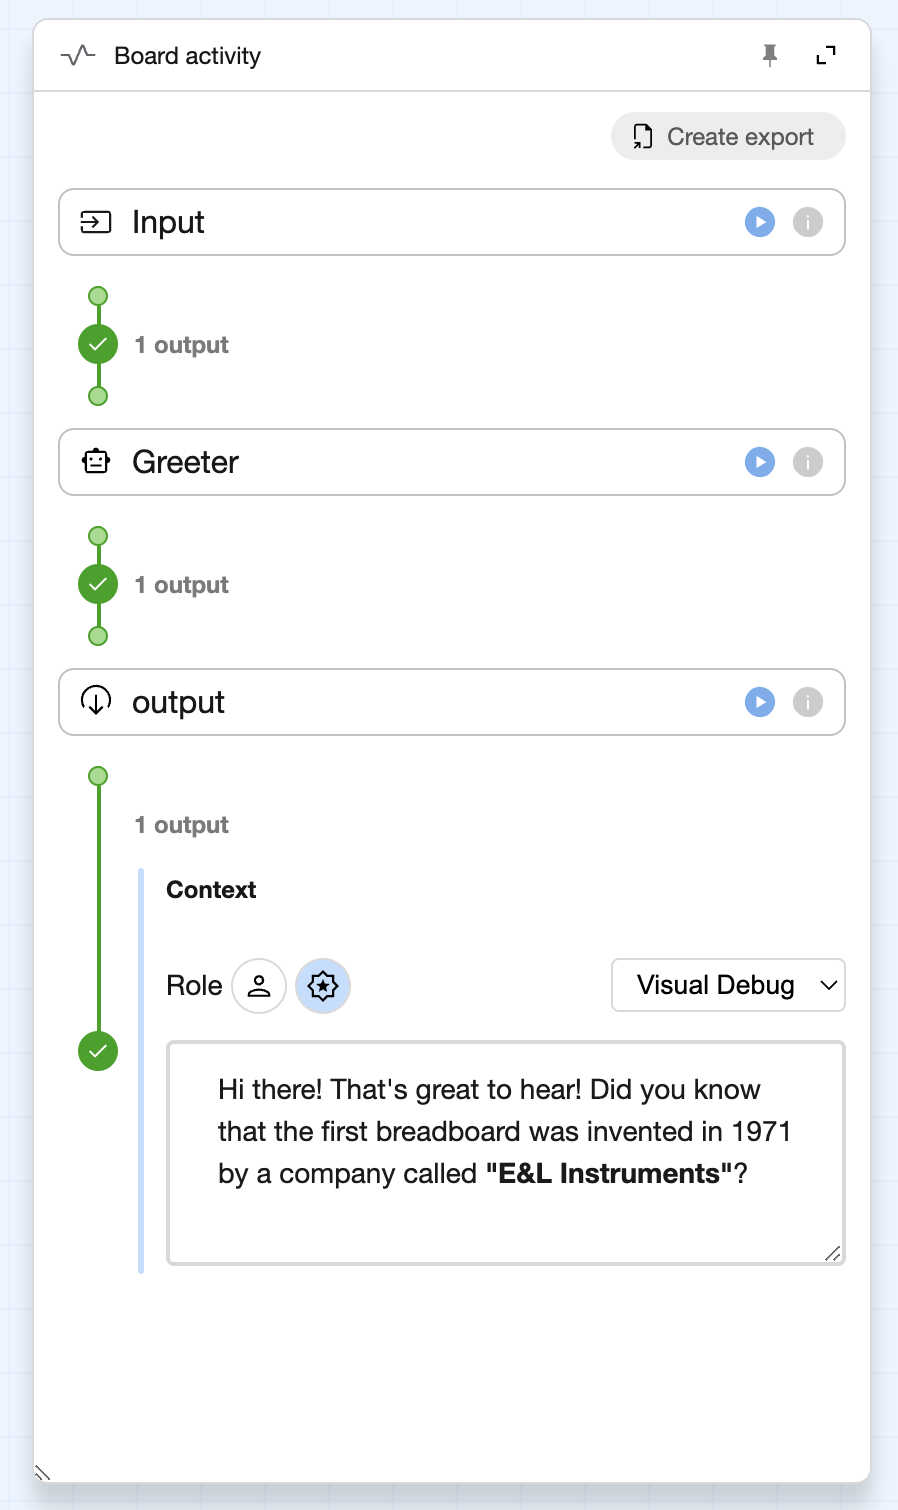 Board activity
Create export
Input
1 output
Greeter
1 output
output
1 output
Context
Role
Visual Debug
Hi there! That's great to hear! Did you know
that the first breadboard was invented in 1971
by a company called "E&L Instruments"?